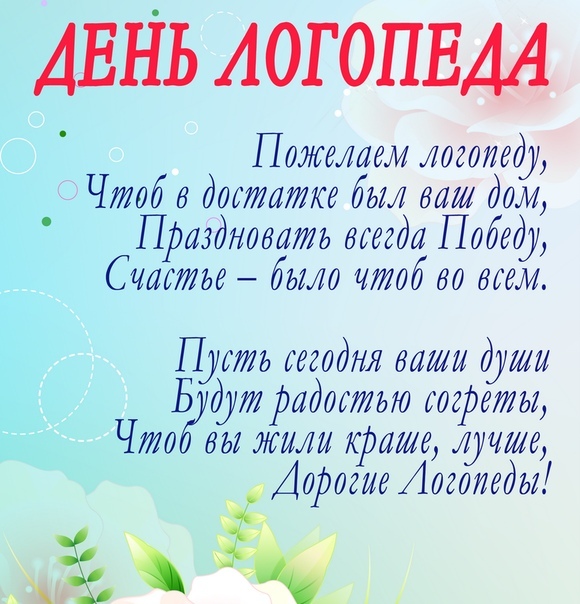 ДЕНЬ ЛОГОПЕДА
Пожелаем логопеду,
Чтоб в достатке был ваш дом,
Праздновать всегда Победу,
Счастье – было чтоб во всем.
Пусть сегодня ваши души
Будут радостью согреты,
Чтоб вы жили краше, лучше,
Дорогие Логопеды!